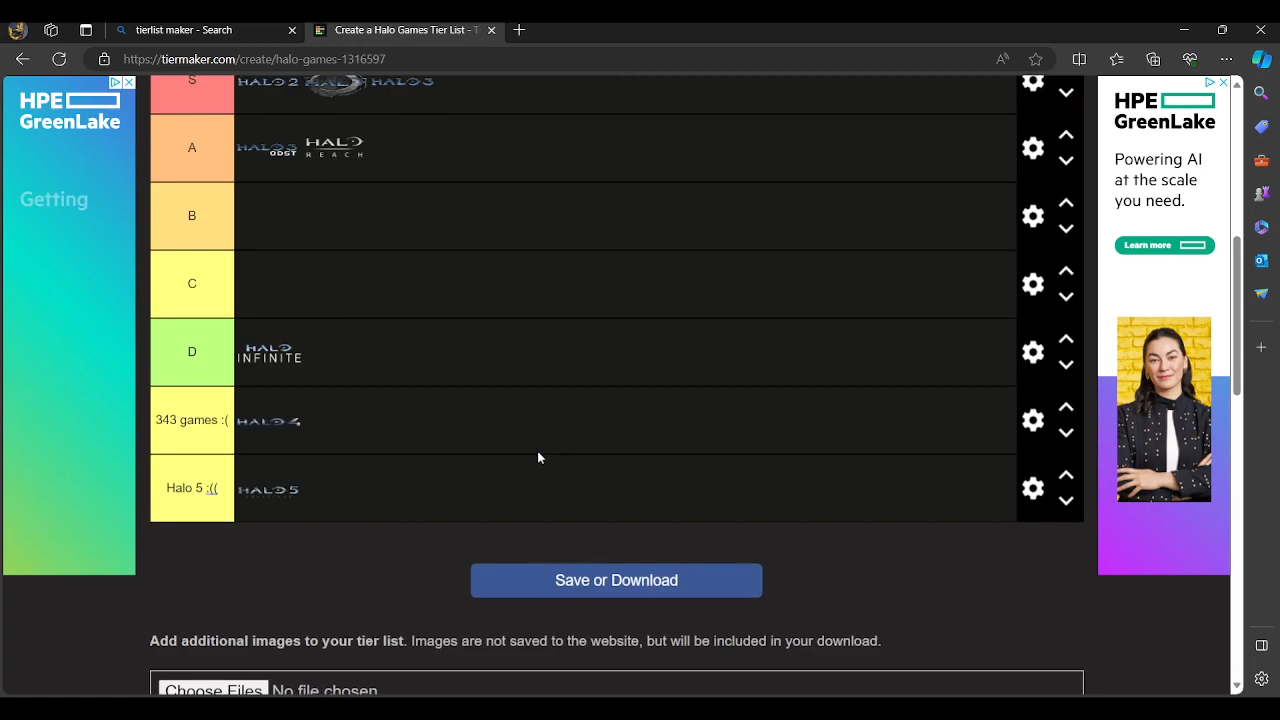 tierlist maker - Search
Create a Halo Games Tier List - T
https://tiermaker.com/create/halo-games-1316597
HPE
GreenLake
Getting
S
HALO 2 HALO HALO 3
A
HALO 3 ODST HALO REACH
B
C
D
HALO INFINITE
343 games :(
HALO 4
Halo 5 :((
HALO 5
Save or Download
Add additional images to your tier list. Images are not saved to the website, but will be included in your download.
Choose Files No file chosen
HPE
GreenLake
Powering AI
at the scale
you need.
Learn more